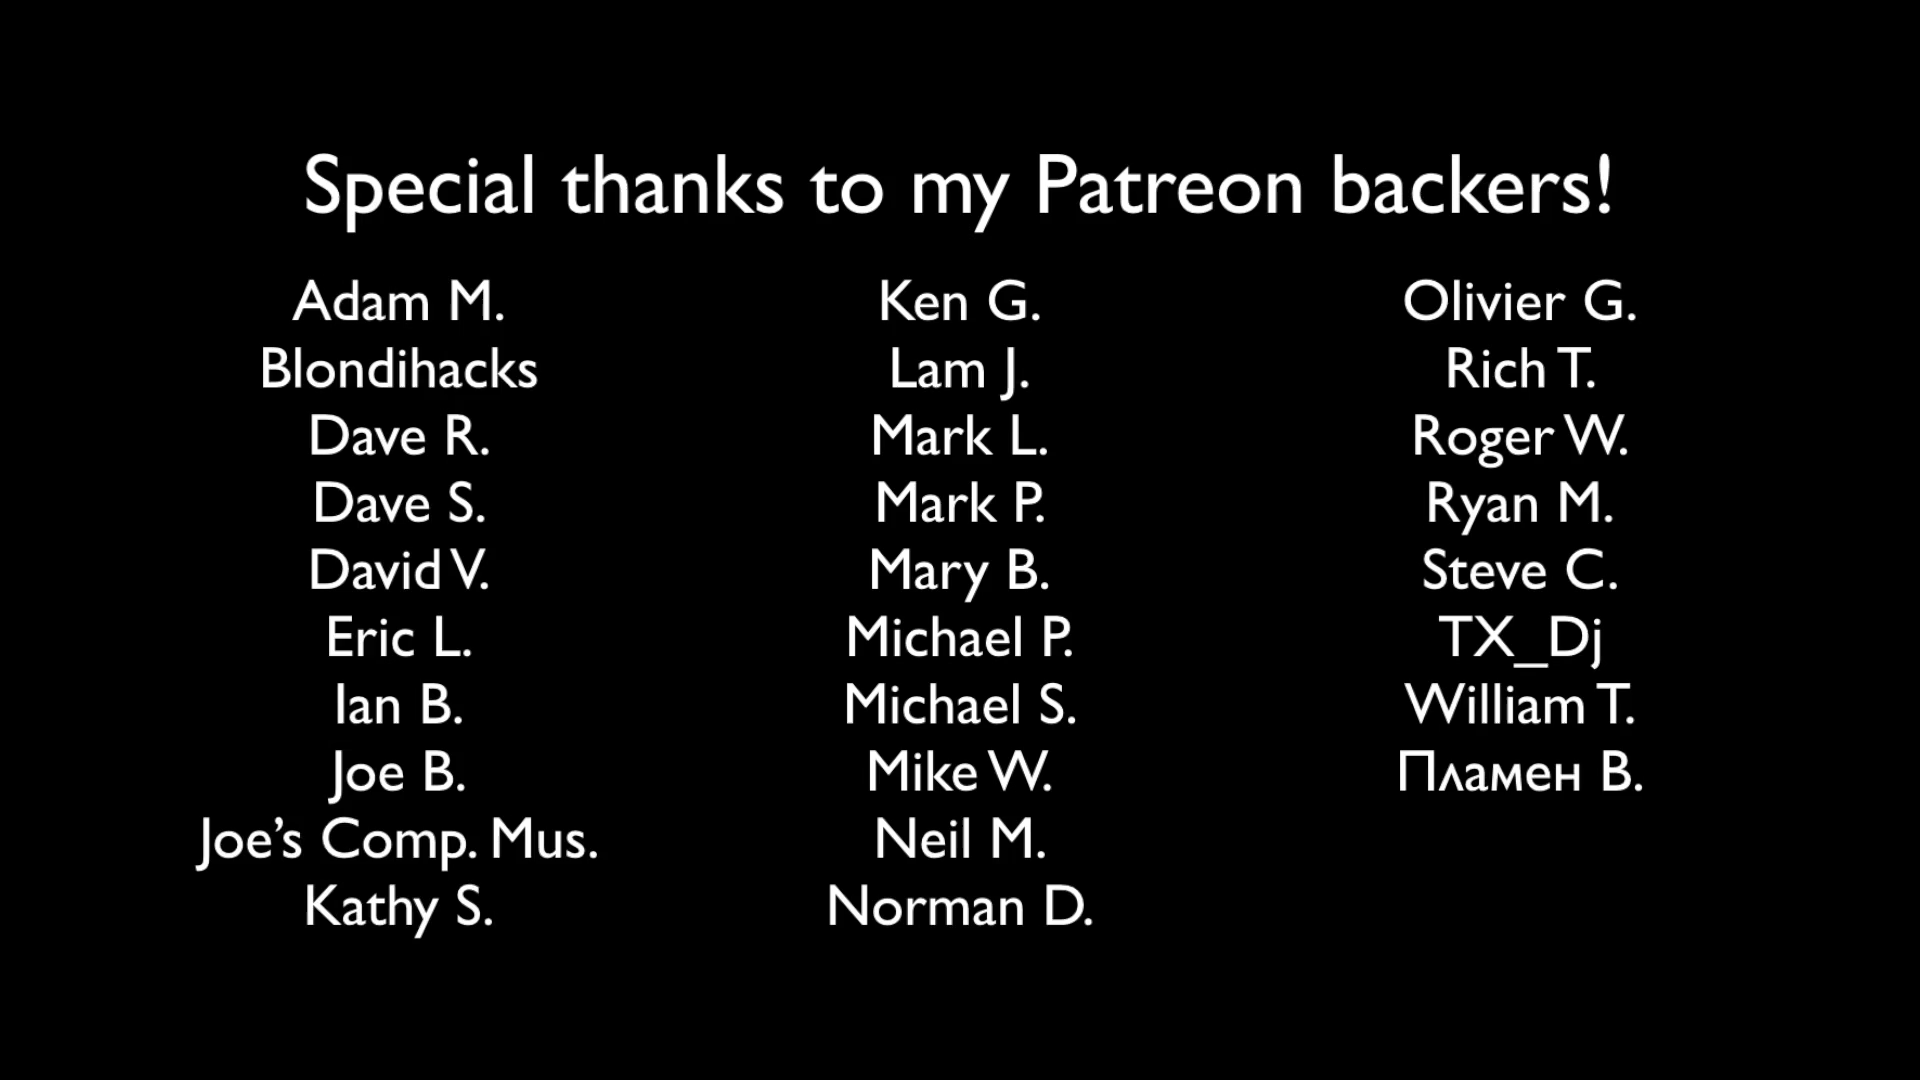 Special thanks to my Patreon backers!
Adam M.
Blondihacks
Dave R.
Dave S.
David V.
Eric L.
Ian B.
Joe B.
Joe’s Comp. Mus.
Kathy S.
Ken G.
Lam J.
Mark L.
Mark P.
Mary B.
Michael P.
Michael S.
Mike W.
Neil M.
Norman D.
Olivier G.
Rich T.
Roger W.
Ryan M.
Steve C.
TX_Dj
William T.
Пламен В.